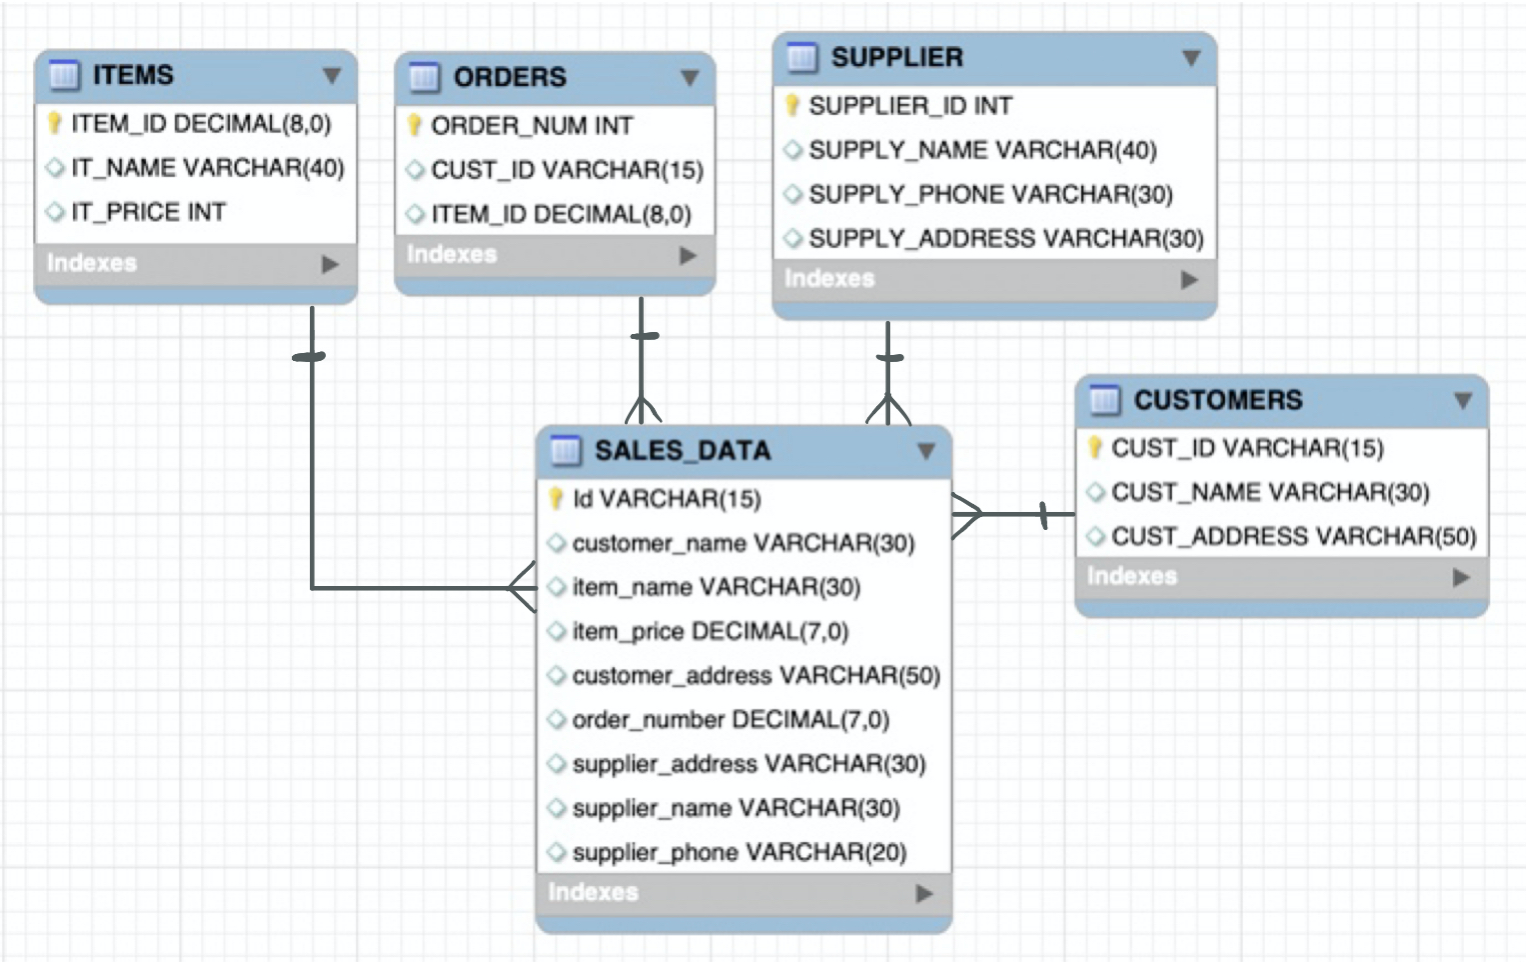 ITEMS
ITEM_ID DECIMAL(8,0)
IT_NAME VARCHAR(40)
IT_PRICE INT
Indexes
ORDERS
ORDER_NUM INT
CUST_ID VARCHAR(15)
ITEM_ID DECIMAL(8,0)
Indexes
SUPPLIER
SUPPLIER_ID INT
SUPPLY_NAME VARCHAR(40)
SUPPLY_PHONE VARCHAR(30)
SUPPLY_ADDRESS VARCHAR(30)
Indexes
CUSTOMERS
CUST_ID VARCHAR(15)
CUST_NAME VARCHAR(30)
CUST_ADDRESS VARCHAR(50)
Indexes
SALES_DATA
Id VARCHAR(15)
customer_name VARCHAR(30)
item_name VARCHAR(30)
item_price DECIMAL(7,0)
customer_address VARCHAR(50)
order_number DECIMAL(7,0)
supplier_address VARCHAR(30)
supplier_name VARCHAR(30)
supplier_phone VARCHAR(20)
Indexes